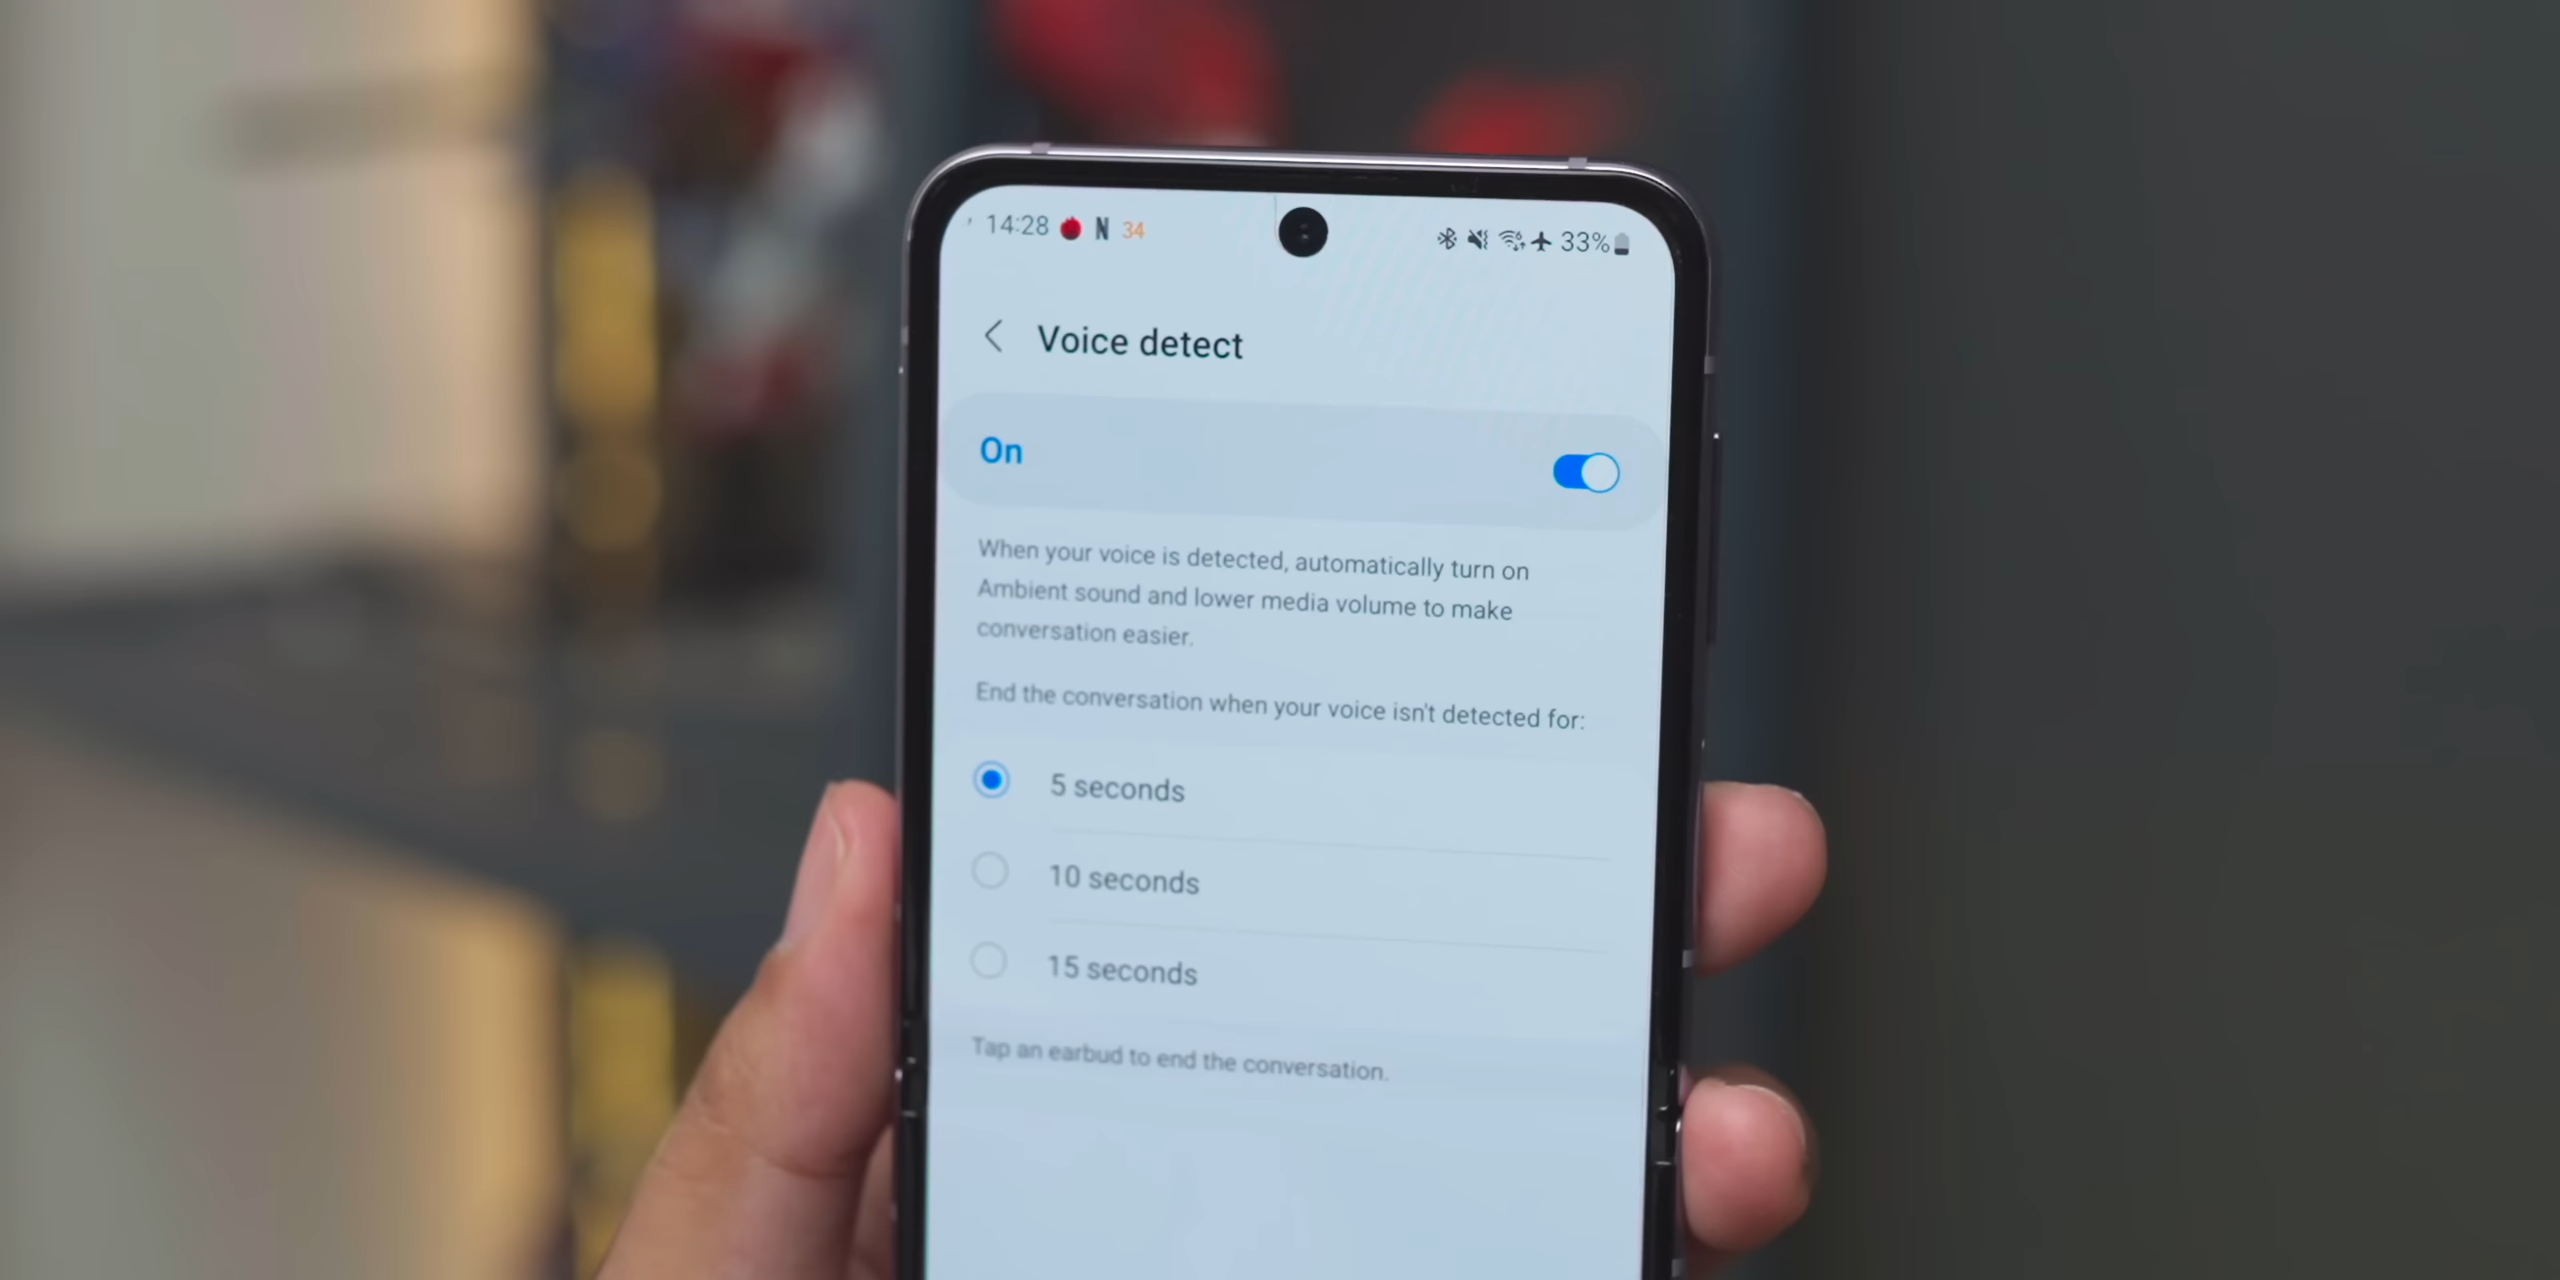 14:28 N 34 33%
Voice detect
On
When your voice is detected, automatically turn on
Ambient sound and lower media volume to make
conversation easier.
End the conversation when your voice isn't detected for:
5 seconds
10 seconds
15 seconds
Tap an earbud to end the conversation.